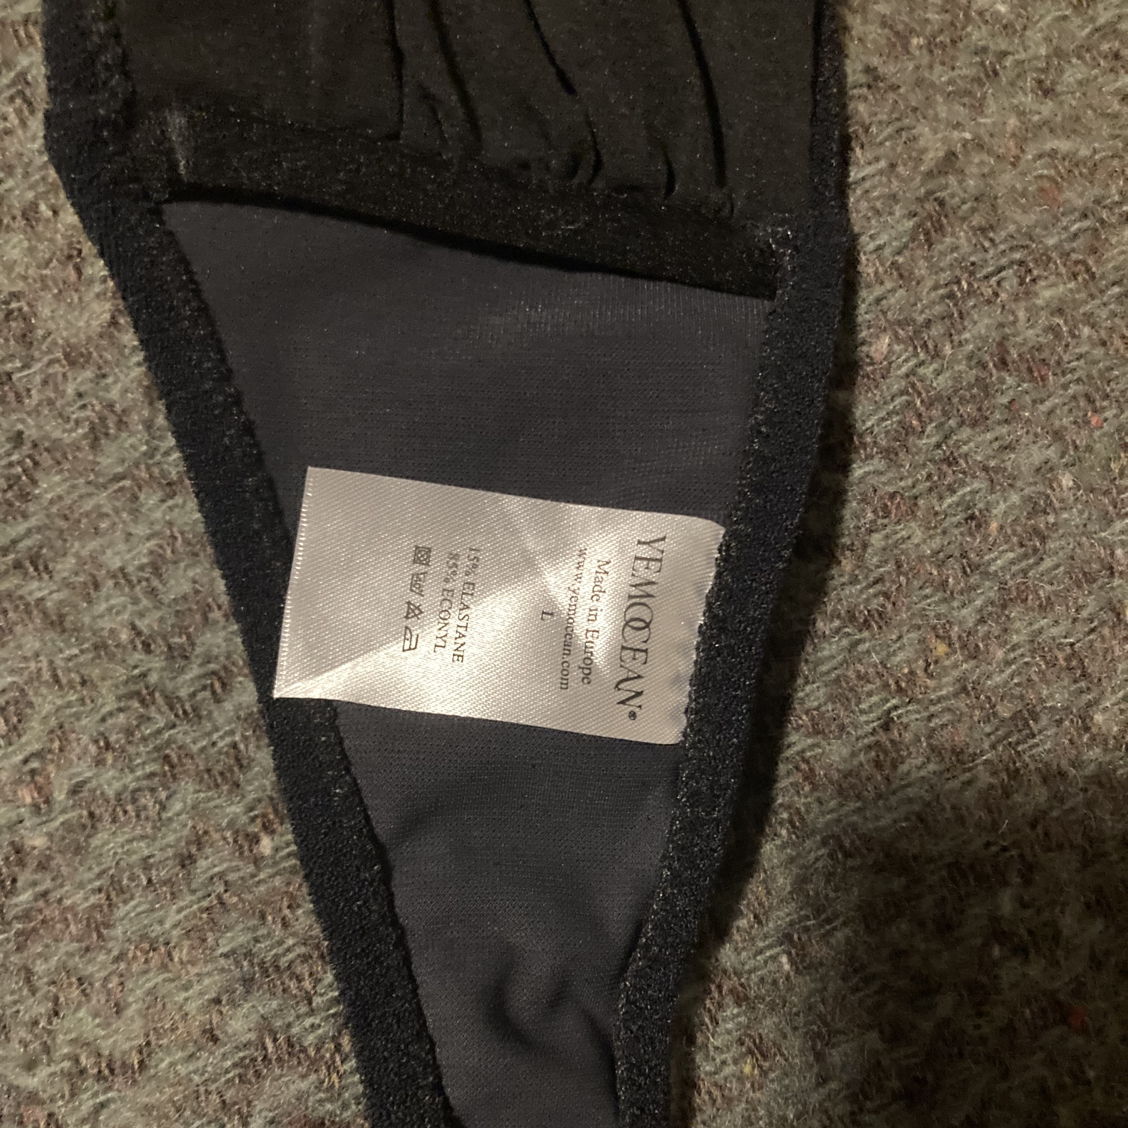 YEMOCEAN®
Made in Europe
www.yemocean.com
L
15% ELASTANE
85% ECONYL